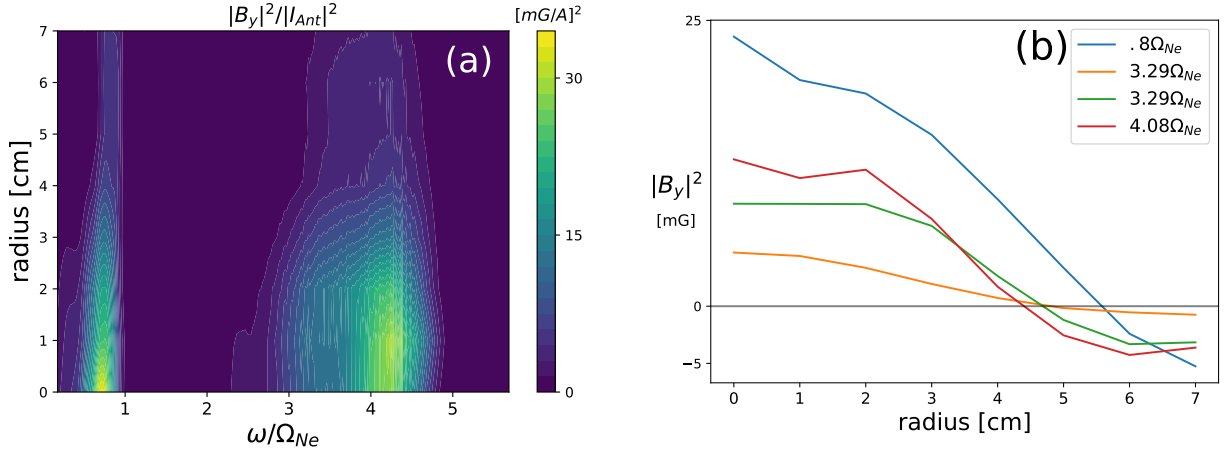 |B_y|²/|I_Ant|²
[mG/A]²
(a)
radius [cm]
7
6
5
4
3
2
1
0
1
2
3
4
5
ω/Ω_Ne
30
15
0
(b)
.8Ω_Ne
3.29Ω_Ne
3.29Ω_Ne
4.08Ω_Ne
|B_y|²
[mG]
25
0
−5
0
1
2
3
4
5
6
7
radius [cm]